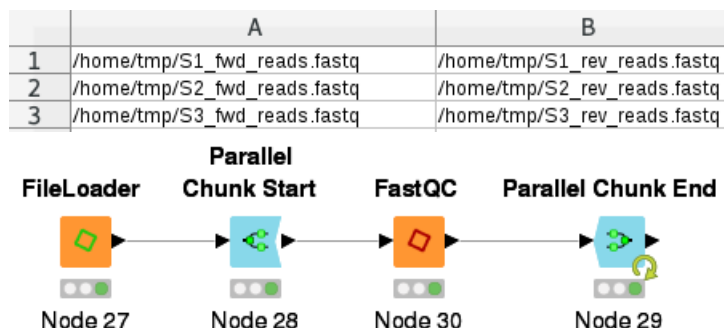 A B
1 /home/tmp/S1_fwd_reads.fastq /home/tmp/S1_rev_reads.fastq
2 /home/tmp/S2_fwd_reads.fastq /home/tmp/S2_rev_reads.fastq
3 /home/tmp/S3_fwd_reads.fastq /home/tmp/S3_rev_reads.fastq
Parallel
FileLoader Chunk Start FastQC Parallel Chunk End
Node 27 Node 28 Node 30 Node 29